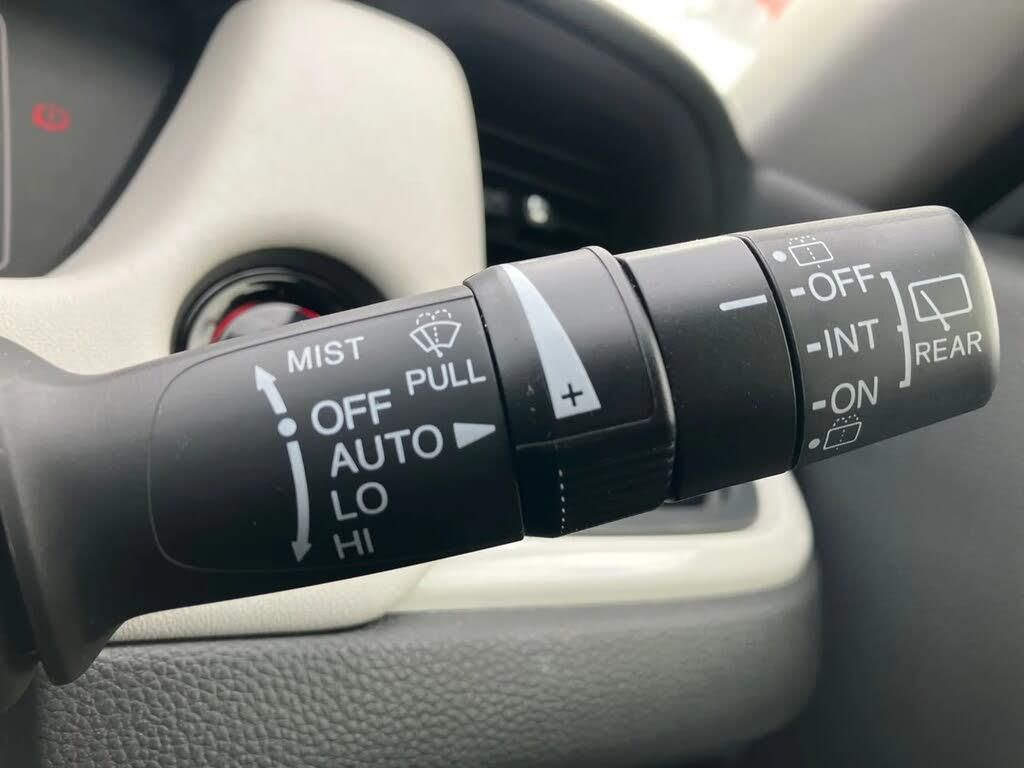 MIST
PULL
OFF
AUTO
LO
HI
+
OFF
INT
ON
REAR